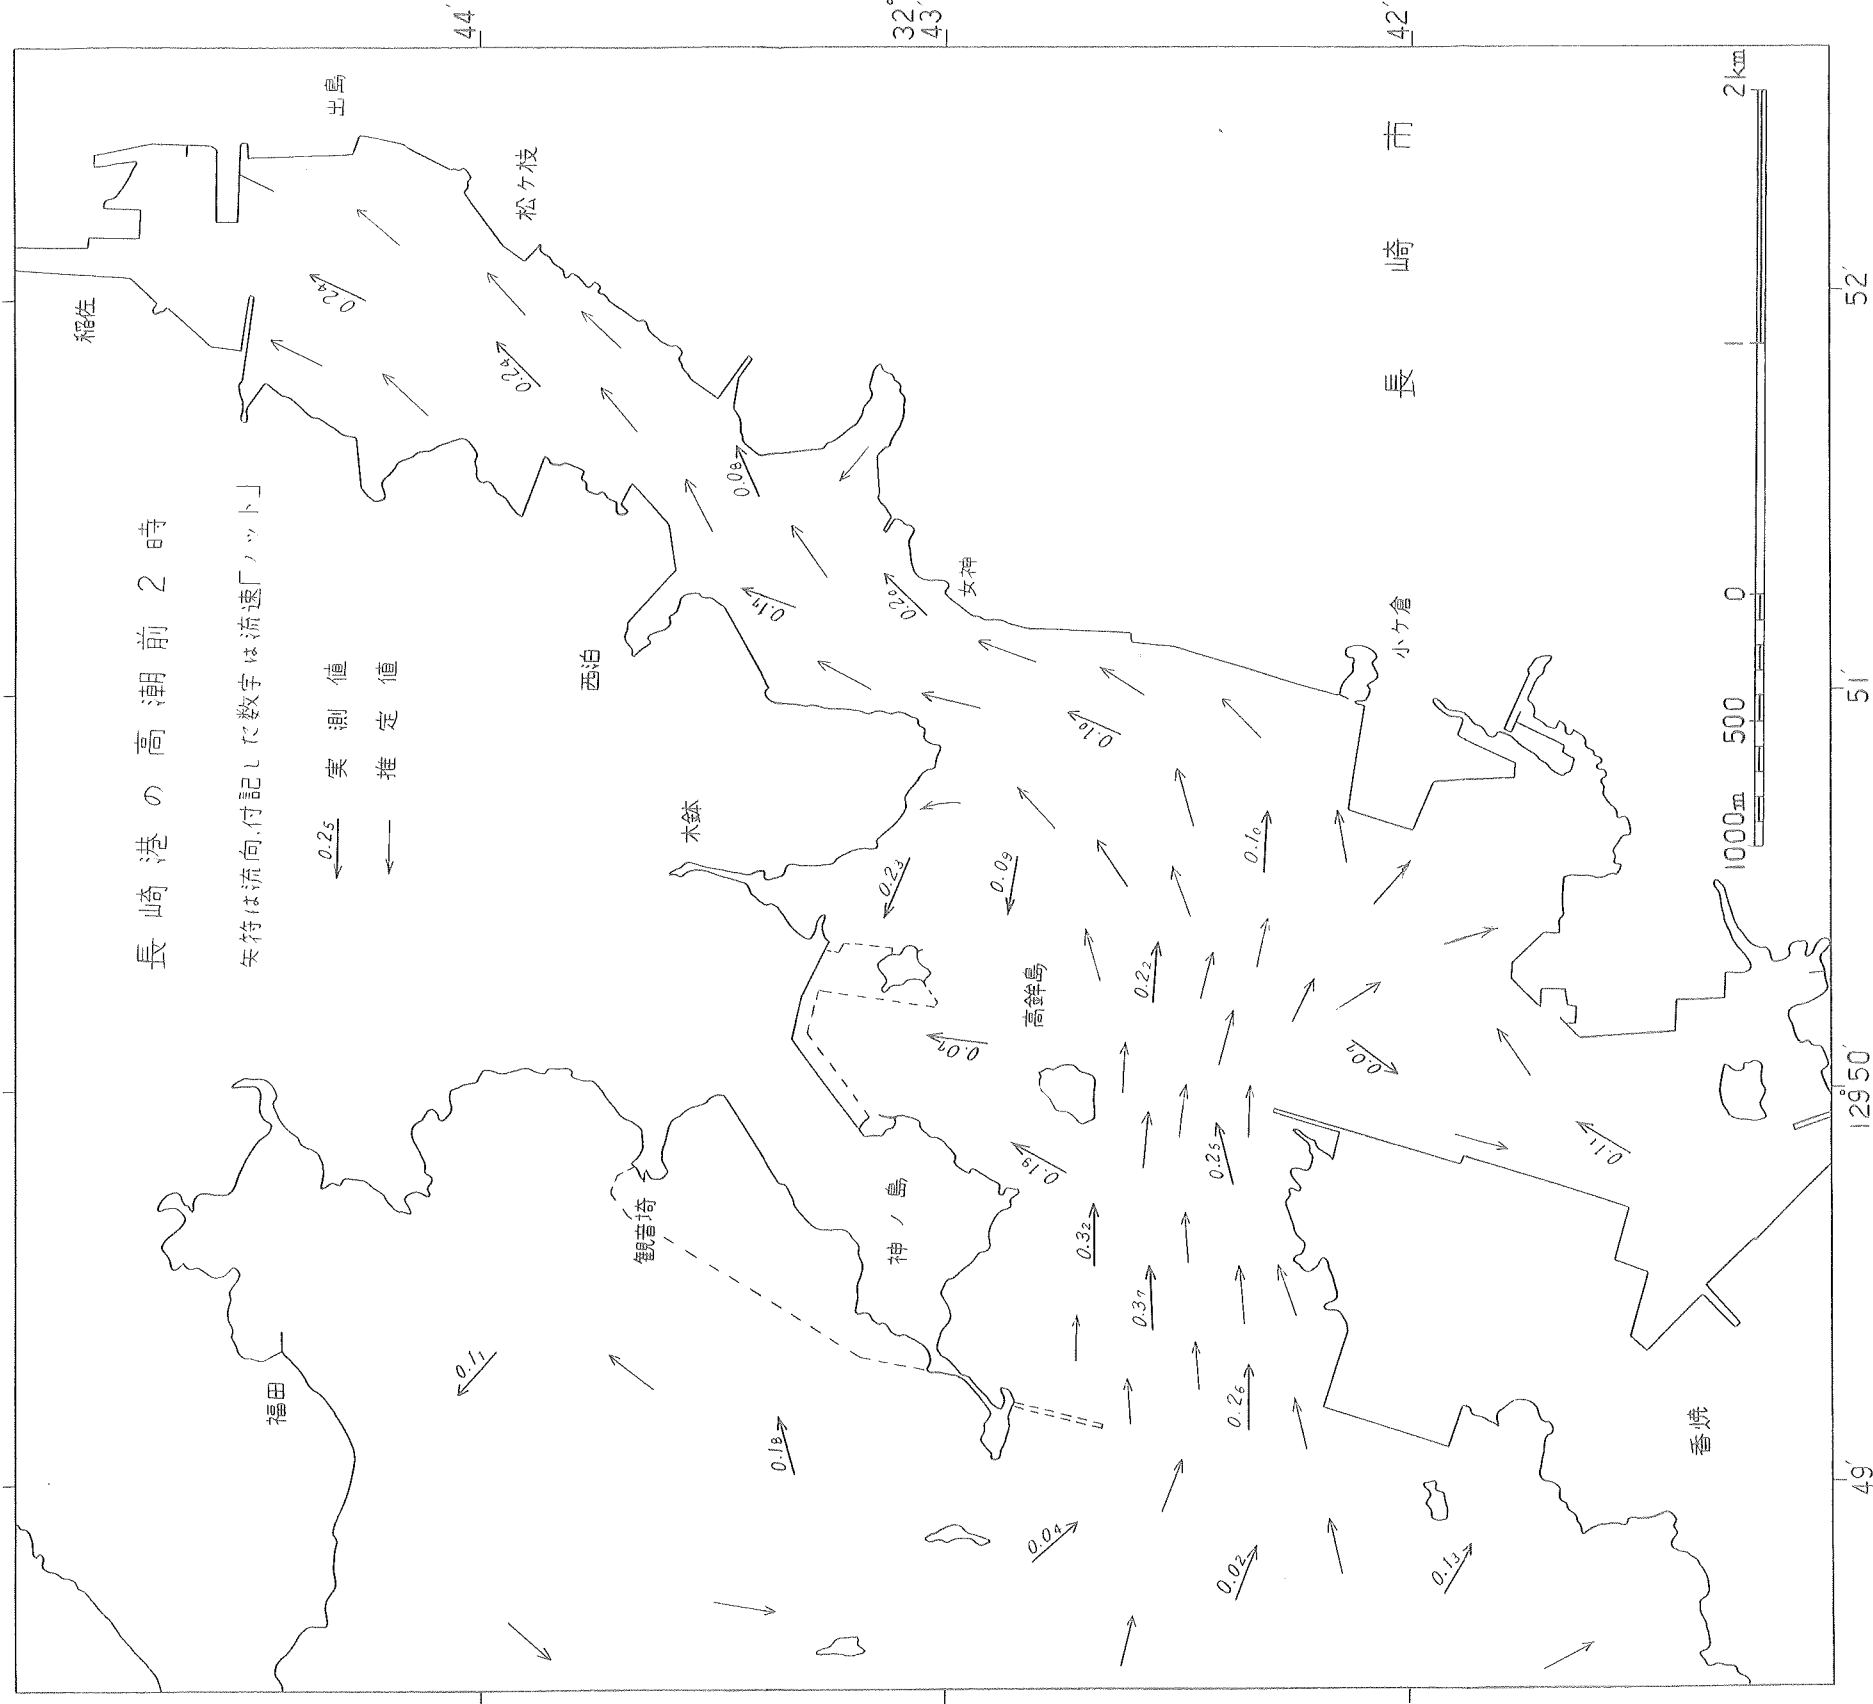 長崎港の高潮前2時
矢符は流向,付記した数字は流速「ノット」
0.25 実測値
推定値
稲佐
出島
松ケ枝
西泊
木鉢
女神
小ケ倉
高鉾島
神ノ島
観音埼
福田
香焼
長崎市
0.24
0.24
0.08
0.17
0.20
0.10
0.23
0.09
0.10
0.22
0.07
0.07
0.19
0.25
0.11
0.32
0.37
0.26
0.11
0.18
0.04
0.02
0.13
44′
32°
43′
42′
52′
51′
129°50′
49′
1000m 500 0 1 2km